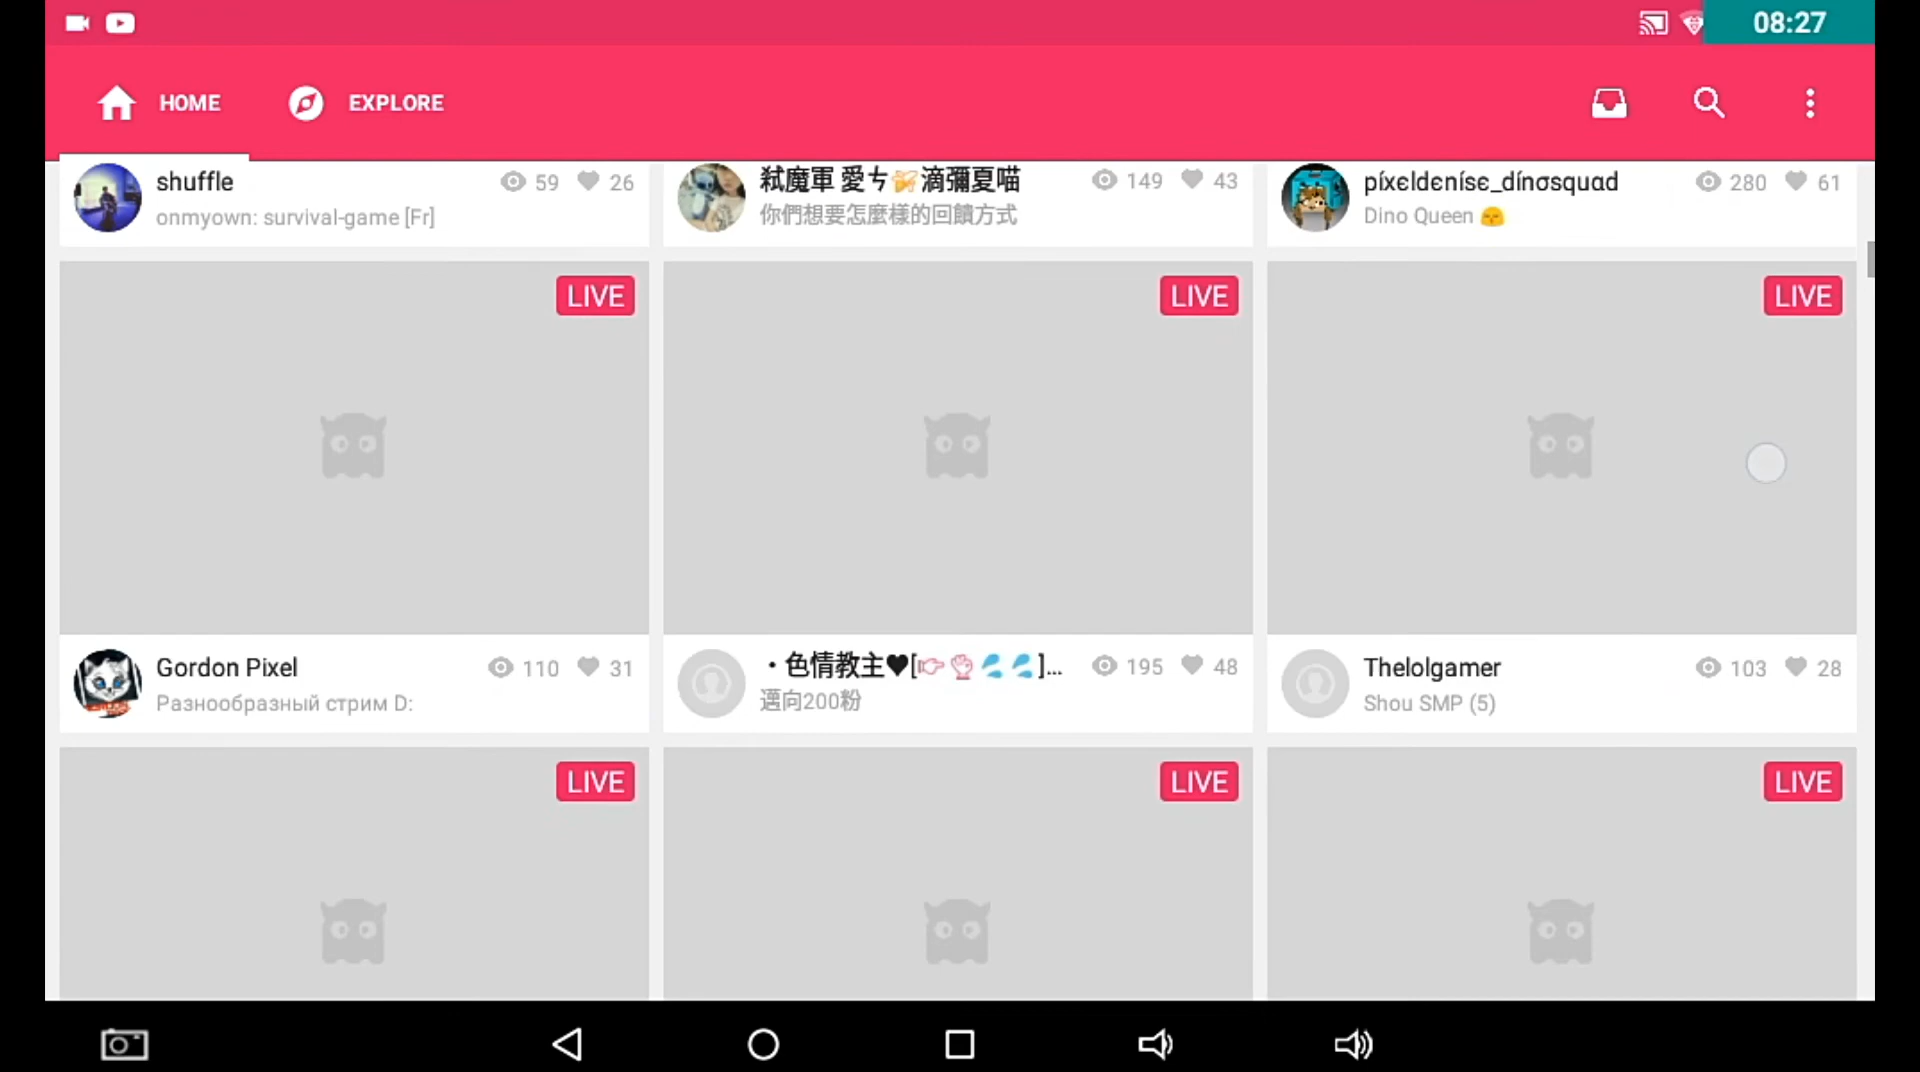 08:27
HOME
EXPLORE
shuffle
59
26
onmyown: survival-game [Fr]
弒魔軍 愛ㄘ🦋滴彌夏喵
149
43
你們想要怎麼樣的回饋方式
píxєldєnísє_dínσsquαd
280
61
Dino Queen 😊
LIVE
LIVE
LIVE
Gordon Pixel
110
31
Разнообразный стрим D:
・色情教主♥[👉👌💦💦]...
195
48
邁向200粉
Thelolgamer
103
28
Shou SMP (5)
LIVE
LIVE
LIVE